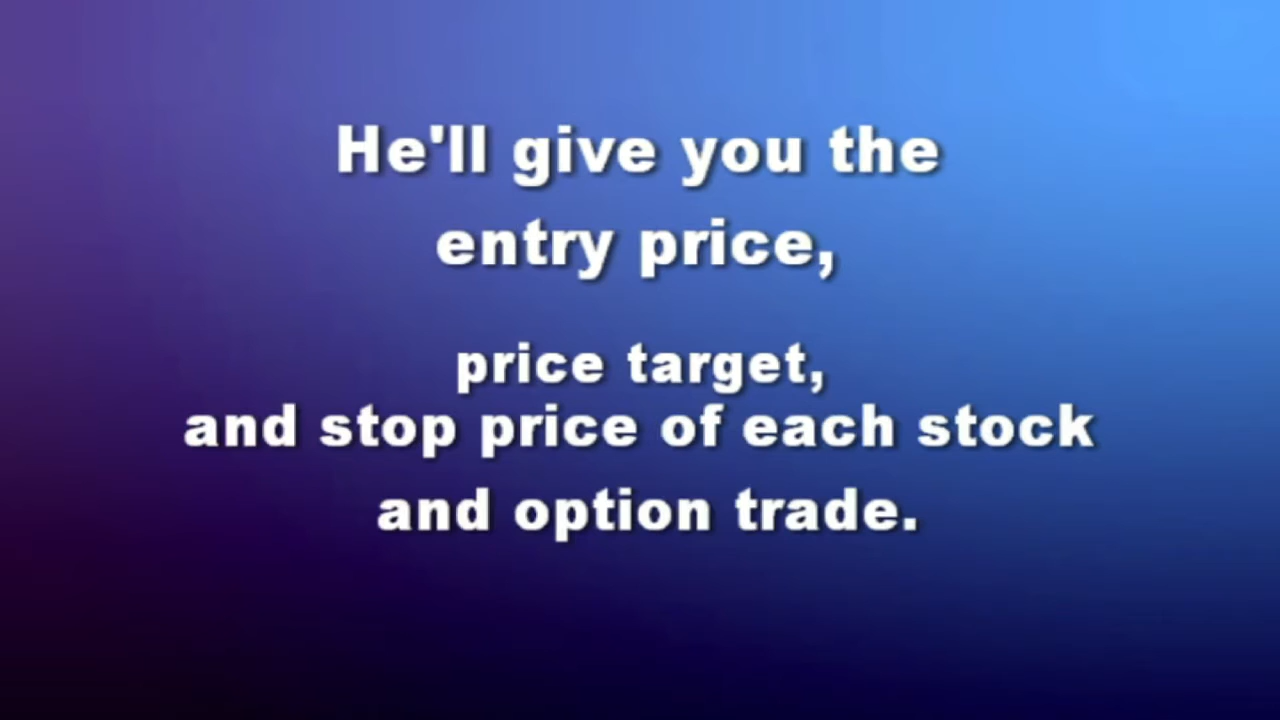 He'll give you the
entry price,
price target,
and stop price of each stock
and option trade.